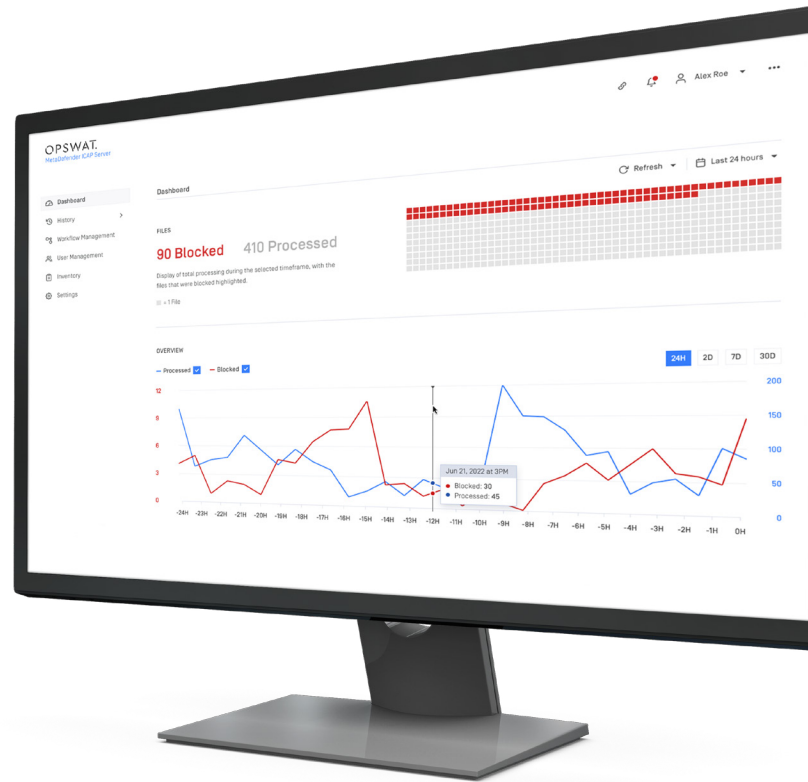 OPSWAT.
MetaDefender ICAP Server
Alex Roe
Dashboard
History
Workflow Management
User Management
Inventory
Settings
Dashboard
Refresh
Last 24 hours
FILES
90 Blocked 410 Processed
Display of total processing during the selected timeframe, with the
files that were blocked highlighted.
= 1 File
OVERVIEW
Processed Blocked
24H 2D 7D 30D
12
8
6
3
0
200
150
100
50
0
Jun 21, 2022 at 3PM
Blocked: 30
Processed: 45
-24H -23H -22H -21H -20H -19H -18H -17H -16H -15H -14H -13H -12H -11H -10H -9H -8H -7H -6H -5H -4H -3H -2H -1H 0H